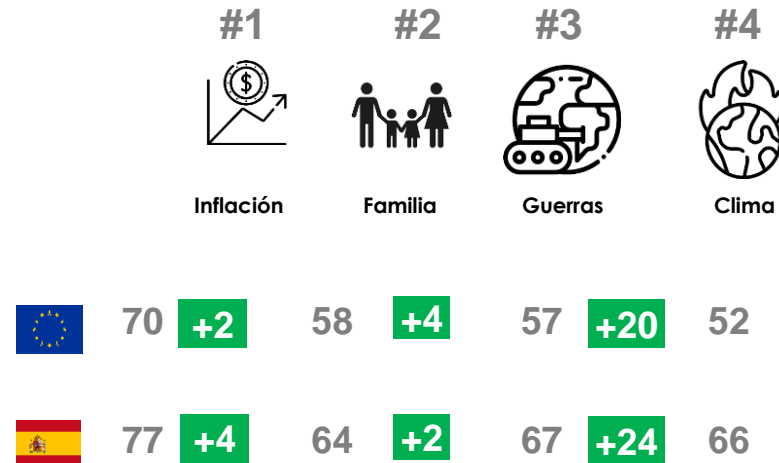 #1 #2 #3 #4
$
Inflación Familia Guerras Clima
70 +2 58 +4 57 +20 52
77 +4 64 +2 67 +24 66